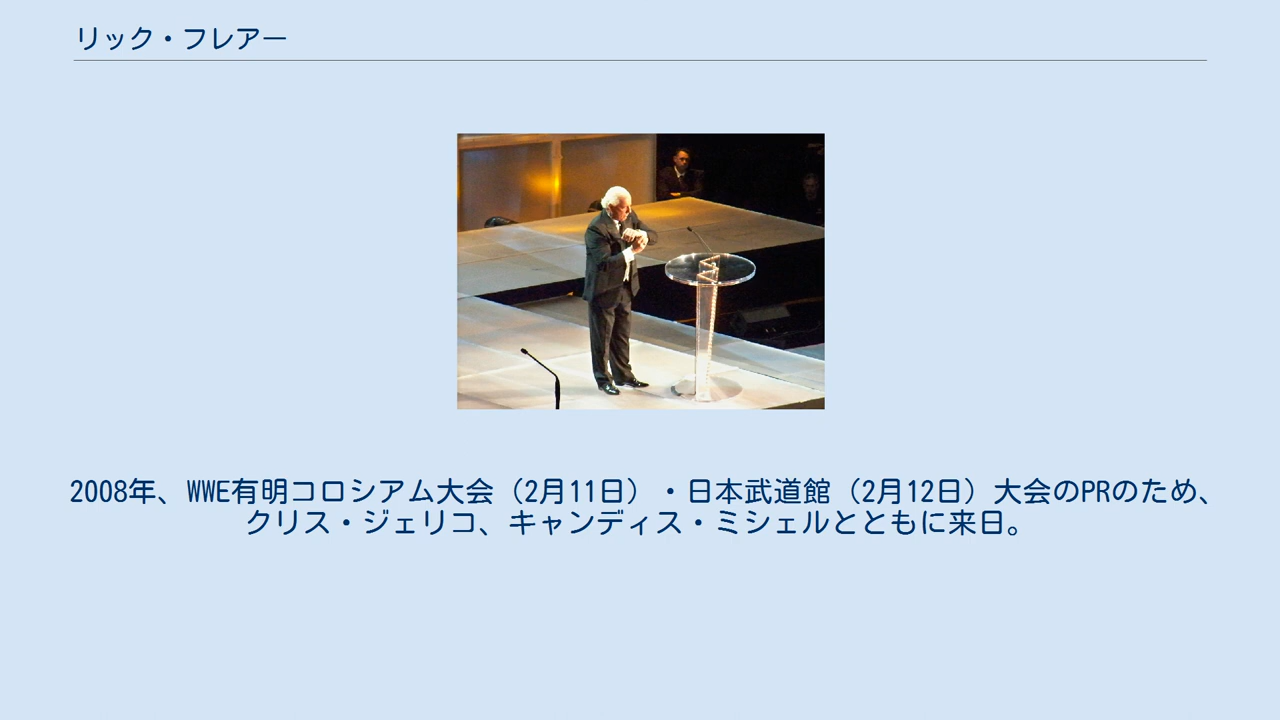 リック・フレアー
2008年、WWE有明コロシアム大会（2月11日）・日本武道館（2月12日）大会のPRのため、
クリス・ジェリコ、キャンディス・ミシェルとともに来日。